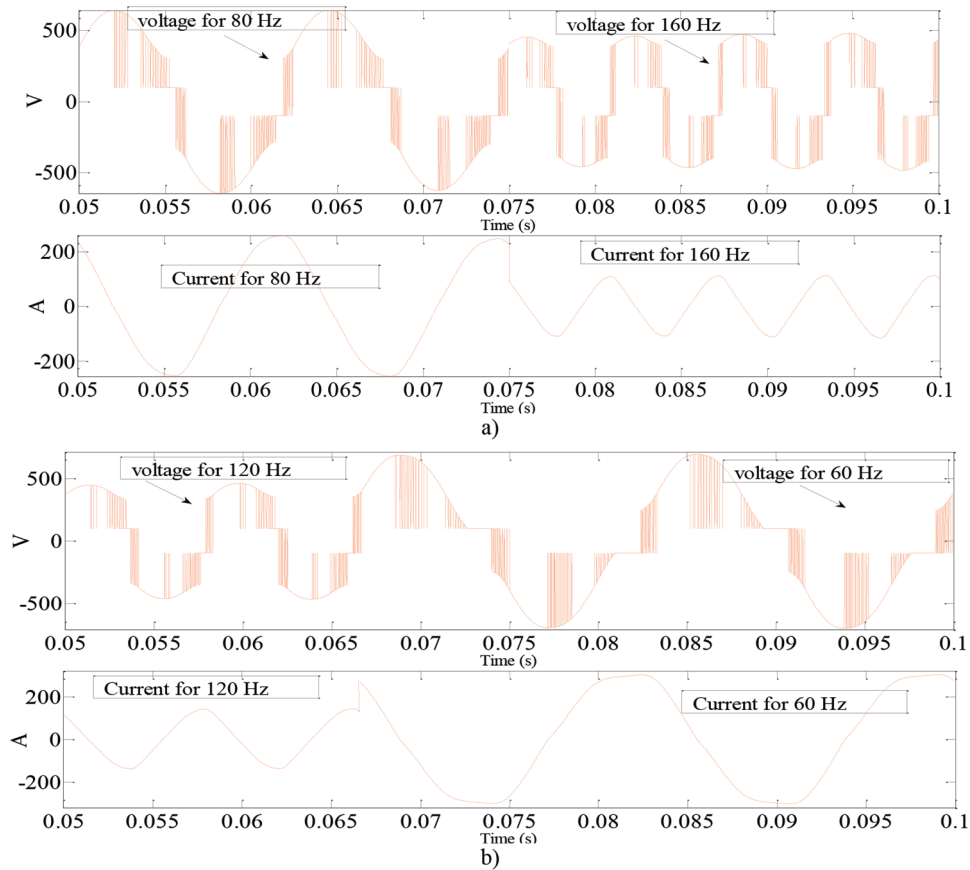 voltage for 80 Hz
voltage for 160 Hz
500
0
-500
V
0.05 0.055 0.06 0.065 0.07 0.075 0.08 0.085 0.09 0.095 0.1
Time (s)
200
0
-200
A
Current for 80 Hz
Current for 160 Hz
0.05 0.055 0.06 0.065 0.07 0.075 0.08 0.085 0.09 0.095 0.1
Time (s)
a)
voltage for 120 Hz
voltage for 60 Hz
500
0
-500
V
0.05 0.055 0.06 0.065 0.07 0.075 0.08 0.085 0.09 0.095 0.1
Time (s)
Current for 120 Hz
Current for 60 Hz
200
0
-200
A
0.05 0.055 0.06 0.065 0.07 0.075 0.08 0.085 0.09 0.095 0.1
Time (s)
b)